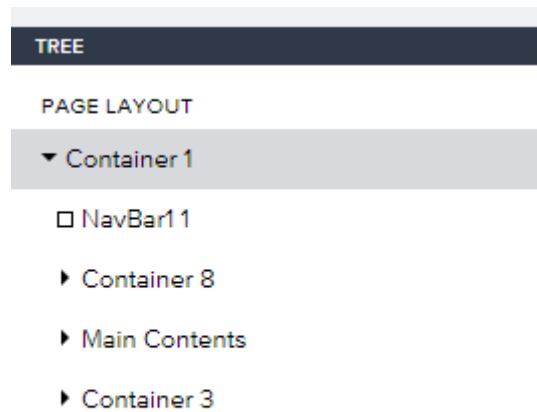 TREE
PAGE LAYOUT
Container 1
NavBar11
Container 8
Main Contents
Container 3